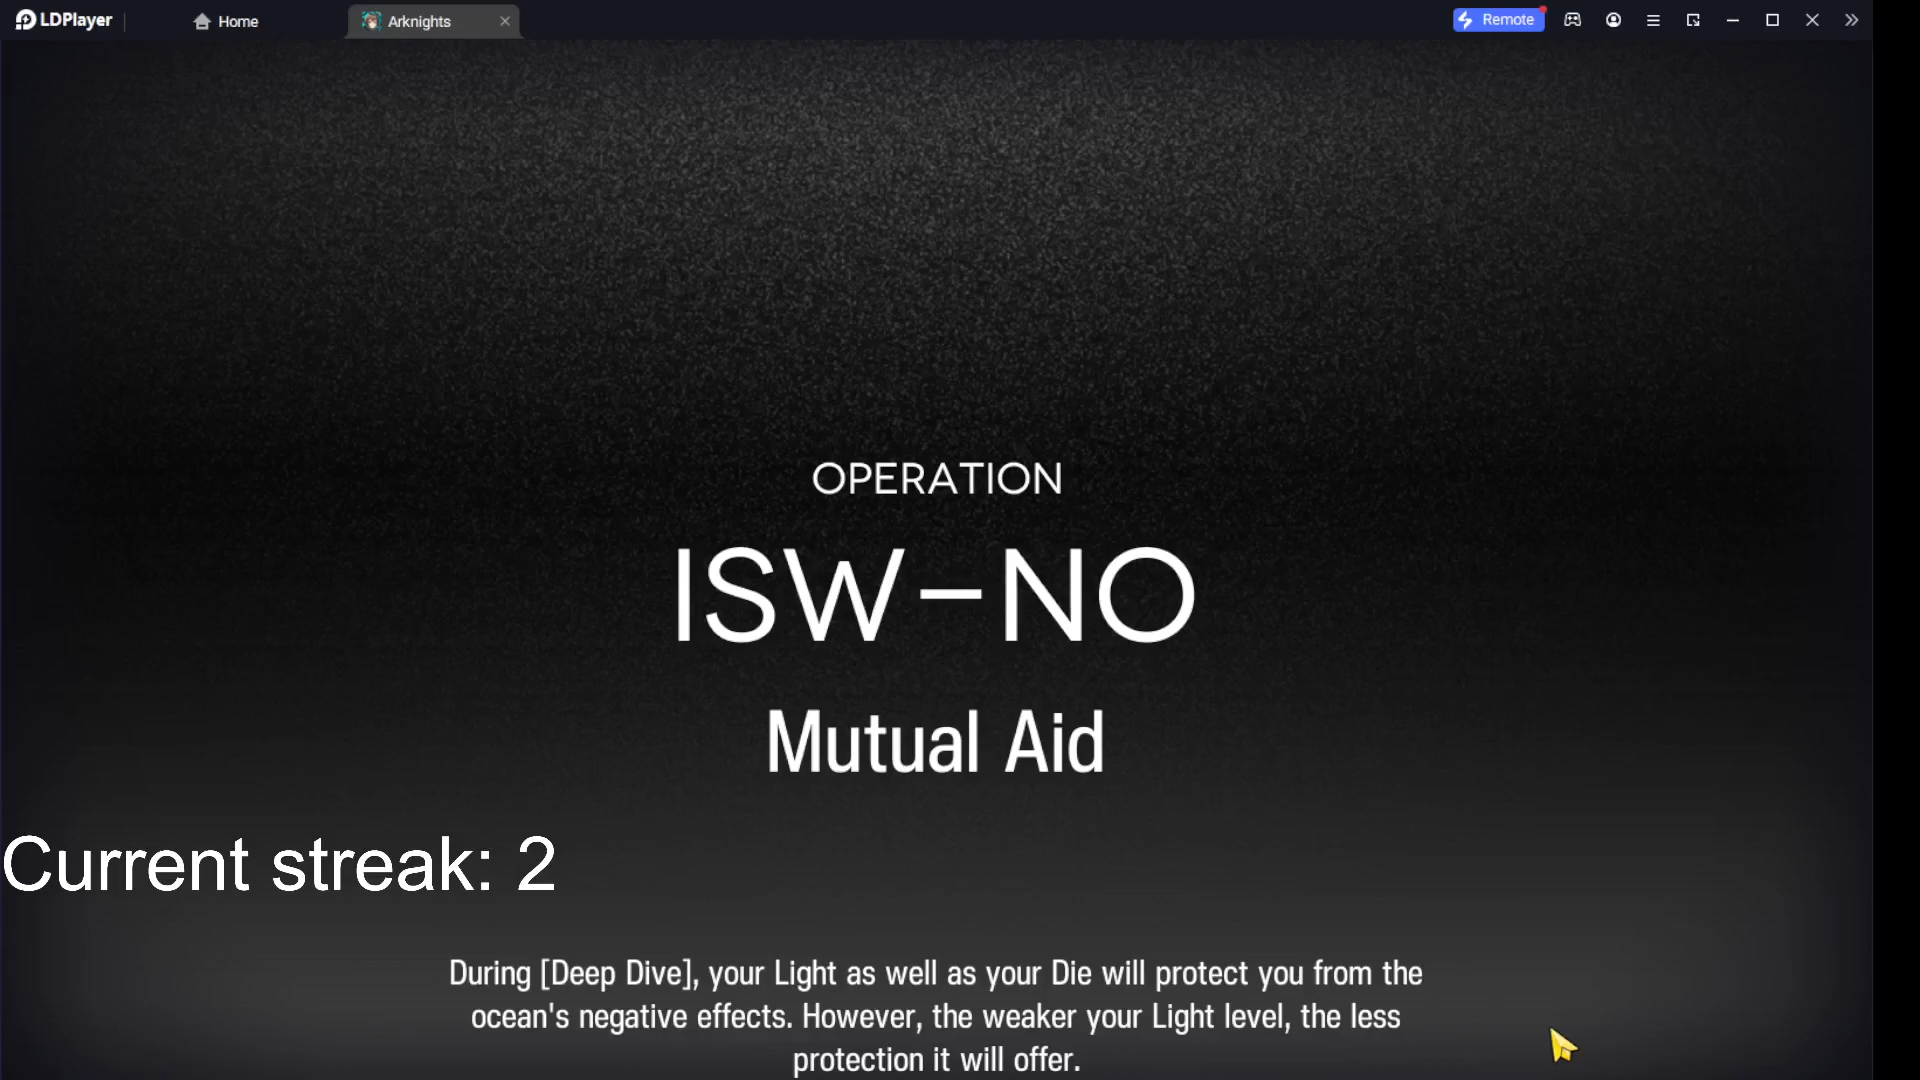 LDPlayer
Home
Arknights
Remote
OPERATION
ISW-NO
Mutual Aid
Current streak: 2
During [Deep Dive], your Light as well as your Die will protect you from the
ocean's negative effects. However, the weaker your Light level, the less
protection it will offer.